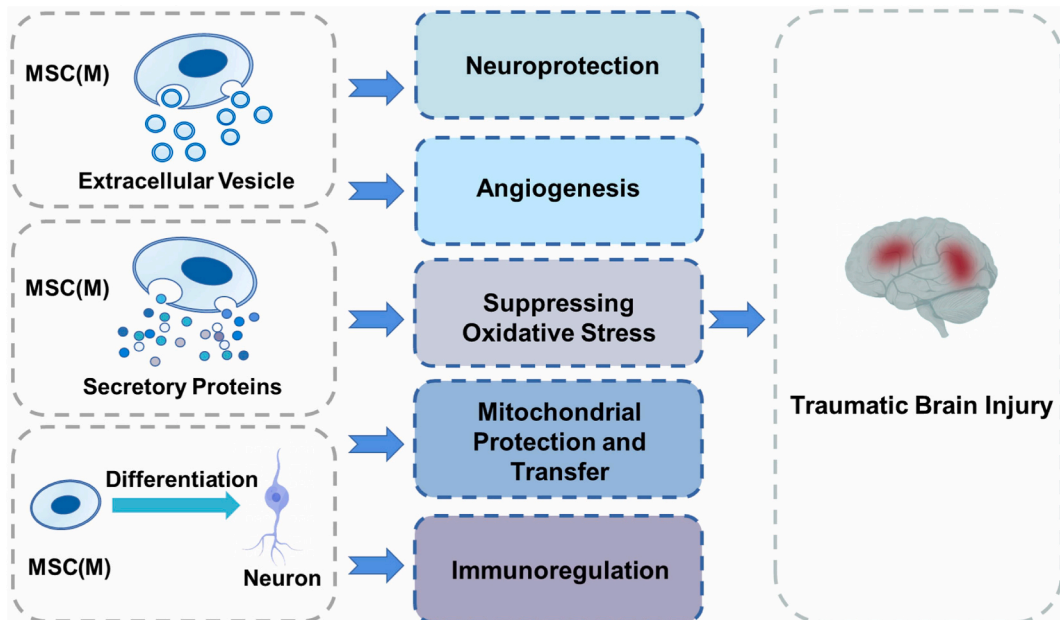 MSC(M)
Extracellular Vesicle
MSC(M)
Secretory Proteins
Differentiation
MSC(M)
Neuron
Neuroprotection
Angiogenesis
Suppressing
Oxidative Stress
Mitochondrial
Protection and
Transfer
Immunoregulation
Traumatic Brain Injury